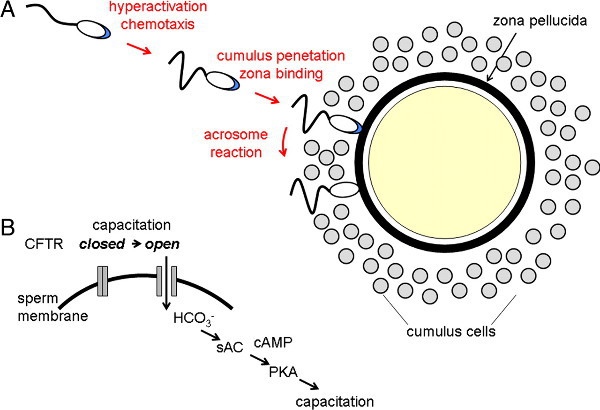 A
hyperactivation
chemotaxis
cumulus penetation
zona binding
zona pellucida
acrosome
reaction
B
capacitation
CFTR closed → open
sperm
membrane
HCO₃⁻
sAC cAMP
PKA
capacitation
cumulus cells